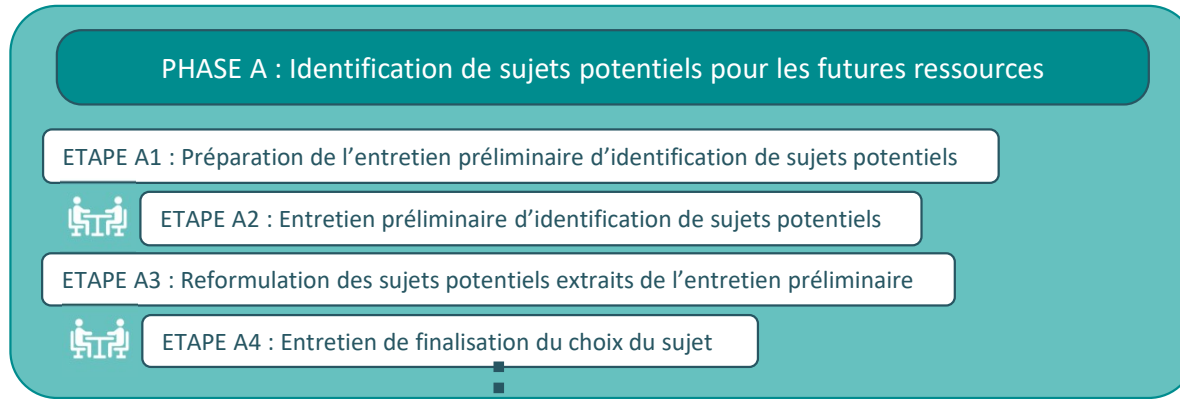 PHASE A : Identification de sujets potentiels pour les futures ressources
ETAPE A1 : Préparation de l’entretien préliminaire d’identification de sujets potentiels
ETAPE A2 : Entretien préliminaire d’identification de sujets potentiels
ETAPE A3 : Reformulation des sujets potentiels extraits de l’entretien préliminaire
ETAPE A4 : Entretien de finalisation du choix du sujet